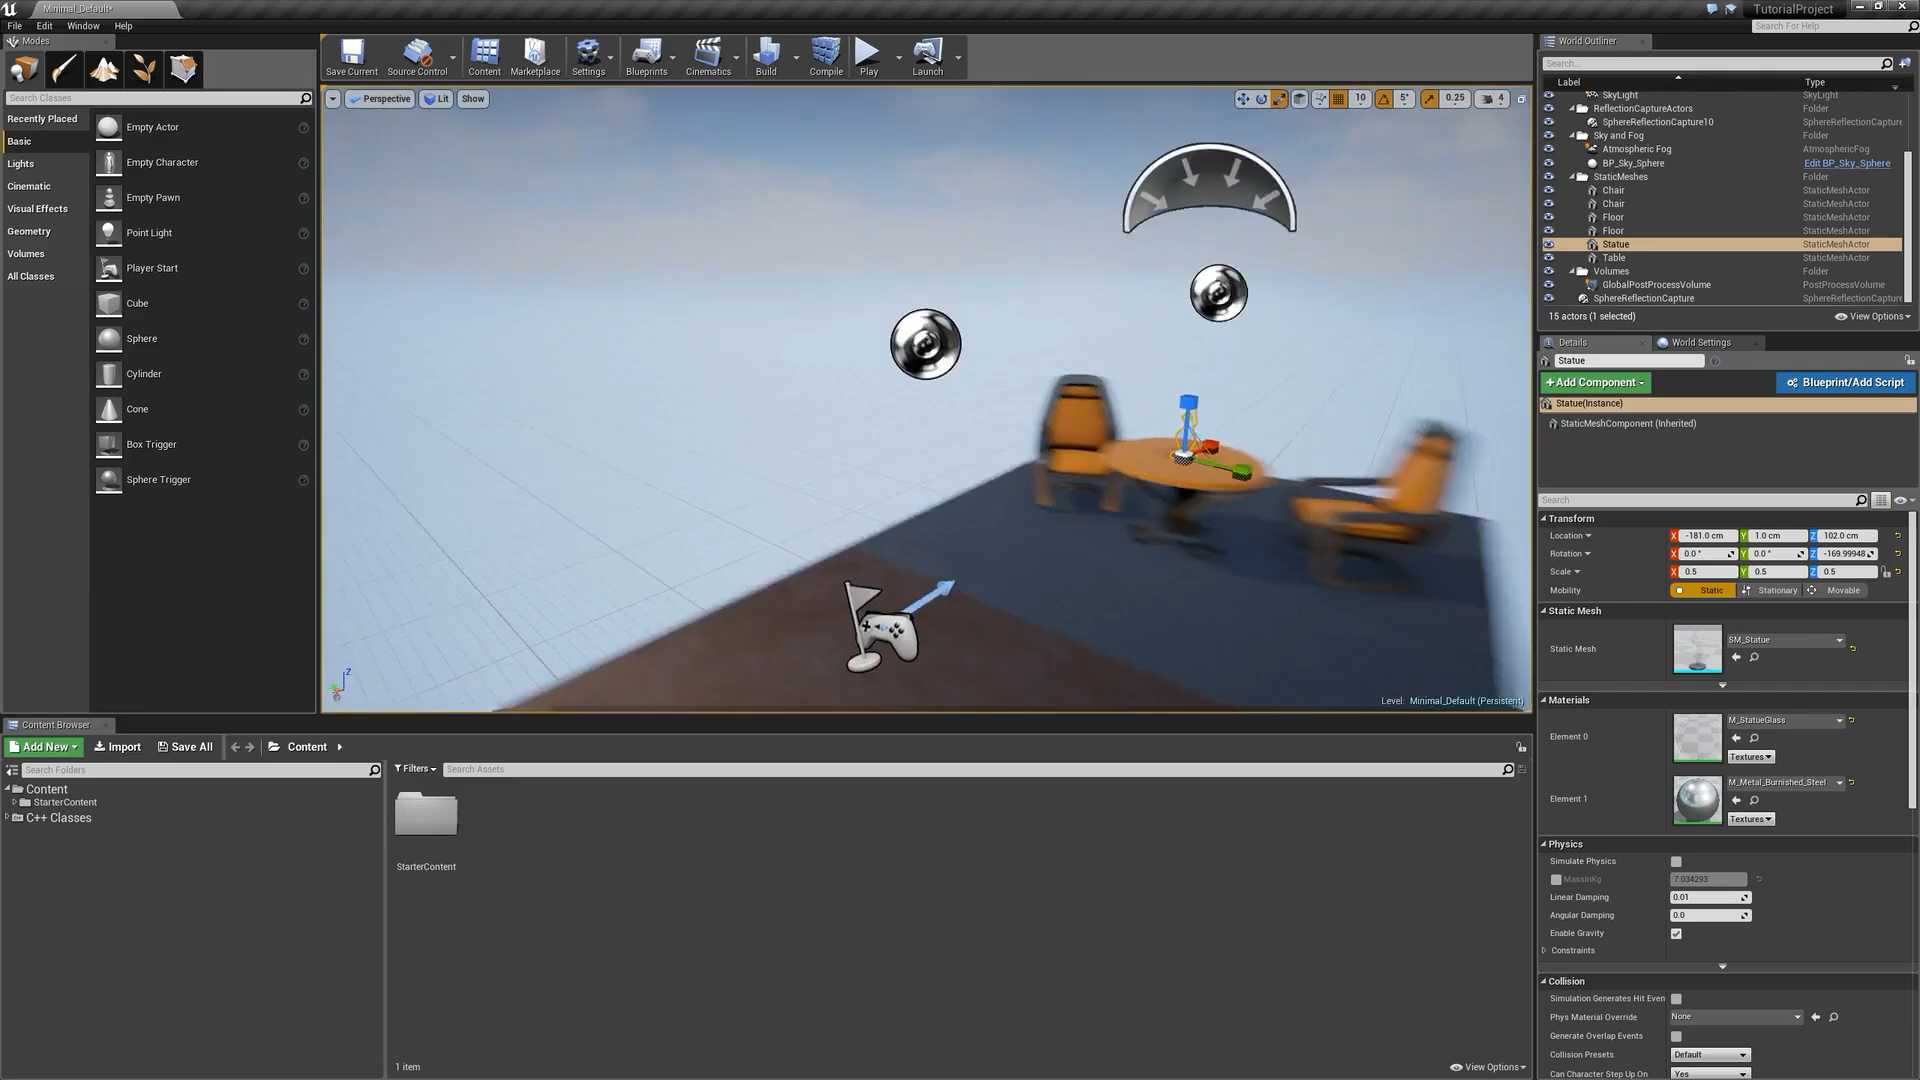 Minimal_Default*
TutorialProject
File Edit Window Help
Search For Help
Modes
Search Classes
Recently Placed
Basic
Lights
Cinematic
Visual Effects
Geometry
Volumes
All Classes
Empty Actor
Empty Character
Empty Pawn
Point Light
Player Start
Cube
Sphere
Cylinder
Cone
Box Trigger
Sphere Trigger
Save Current
Source Control
Content
Marketplace
Settings
Blueprints
Cinematics
Build
Compile
Play
Launch
Perspective
Lit
Show
10
5°
0.25
4
Level: Minimal_Default (Persistent)
Z
World Outliner
Search...
Label Type
SkyLight SkyLight
ReflectionCaptureActors Folder
SphereReflectionCapture10 SphereReflectionCapture
Sky and Fog Folder
Atmospheric Fog AtmosphericFog
BP_Sky_Sphere Edit BP_Sky_Sphere
StaticMeshes Folder
Chair StaticMeshActor
Chair StaticMeshActor
Floor StaticMeshActor
Floor StaticMeshActor
Statue StaticMeshActor
Table StaticMeshActor
Volumes Folder
GlobalPostProcessVolume PostProcessVolume
SphereReflectionCapture SphereReflectionCapture
15 actors (1 selected)
View Options
Details
World Settings
Statue
+Add Component
Blueprint/Add Script
Statue(Instance)
StaticMeshComponent (Inherited)
Search
Transform
Location X -181.0 cm Y 1.0 cm Z 102.0 cm
Rotation X 0.0 ° Y 0.0 ° Z -169.99948
Scale X 0.5 Y 0.5 Z 0.5
Mobility Static Stationary Movable
Static Mesh
Static Mesh
SM_Statue
Materials
Element 0
M_StatueGlass
Textures
Element 1
M_Metal_Burnished_Steel
Textures
Physics
Simulate Physics
MassInKg 7.034293
Linear Damping 0.01
Angular Damping 0.0
Enable Gravity
Constraints
Collision
Simulation Generates Hit Even
Phys Material Override None
Generate Overlap Events
Collision Presets Default
Can Character Step Up On Yes
Content Browser
Add New
Import
Save All
Content
Search Folders
Content
StarterContent
C++ Classes
Filters
Search Assets
StarterContent
1 item
View Options